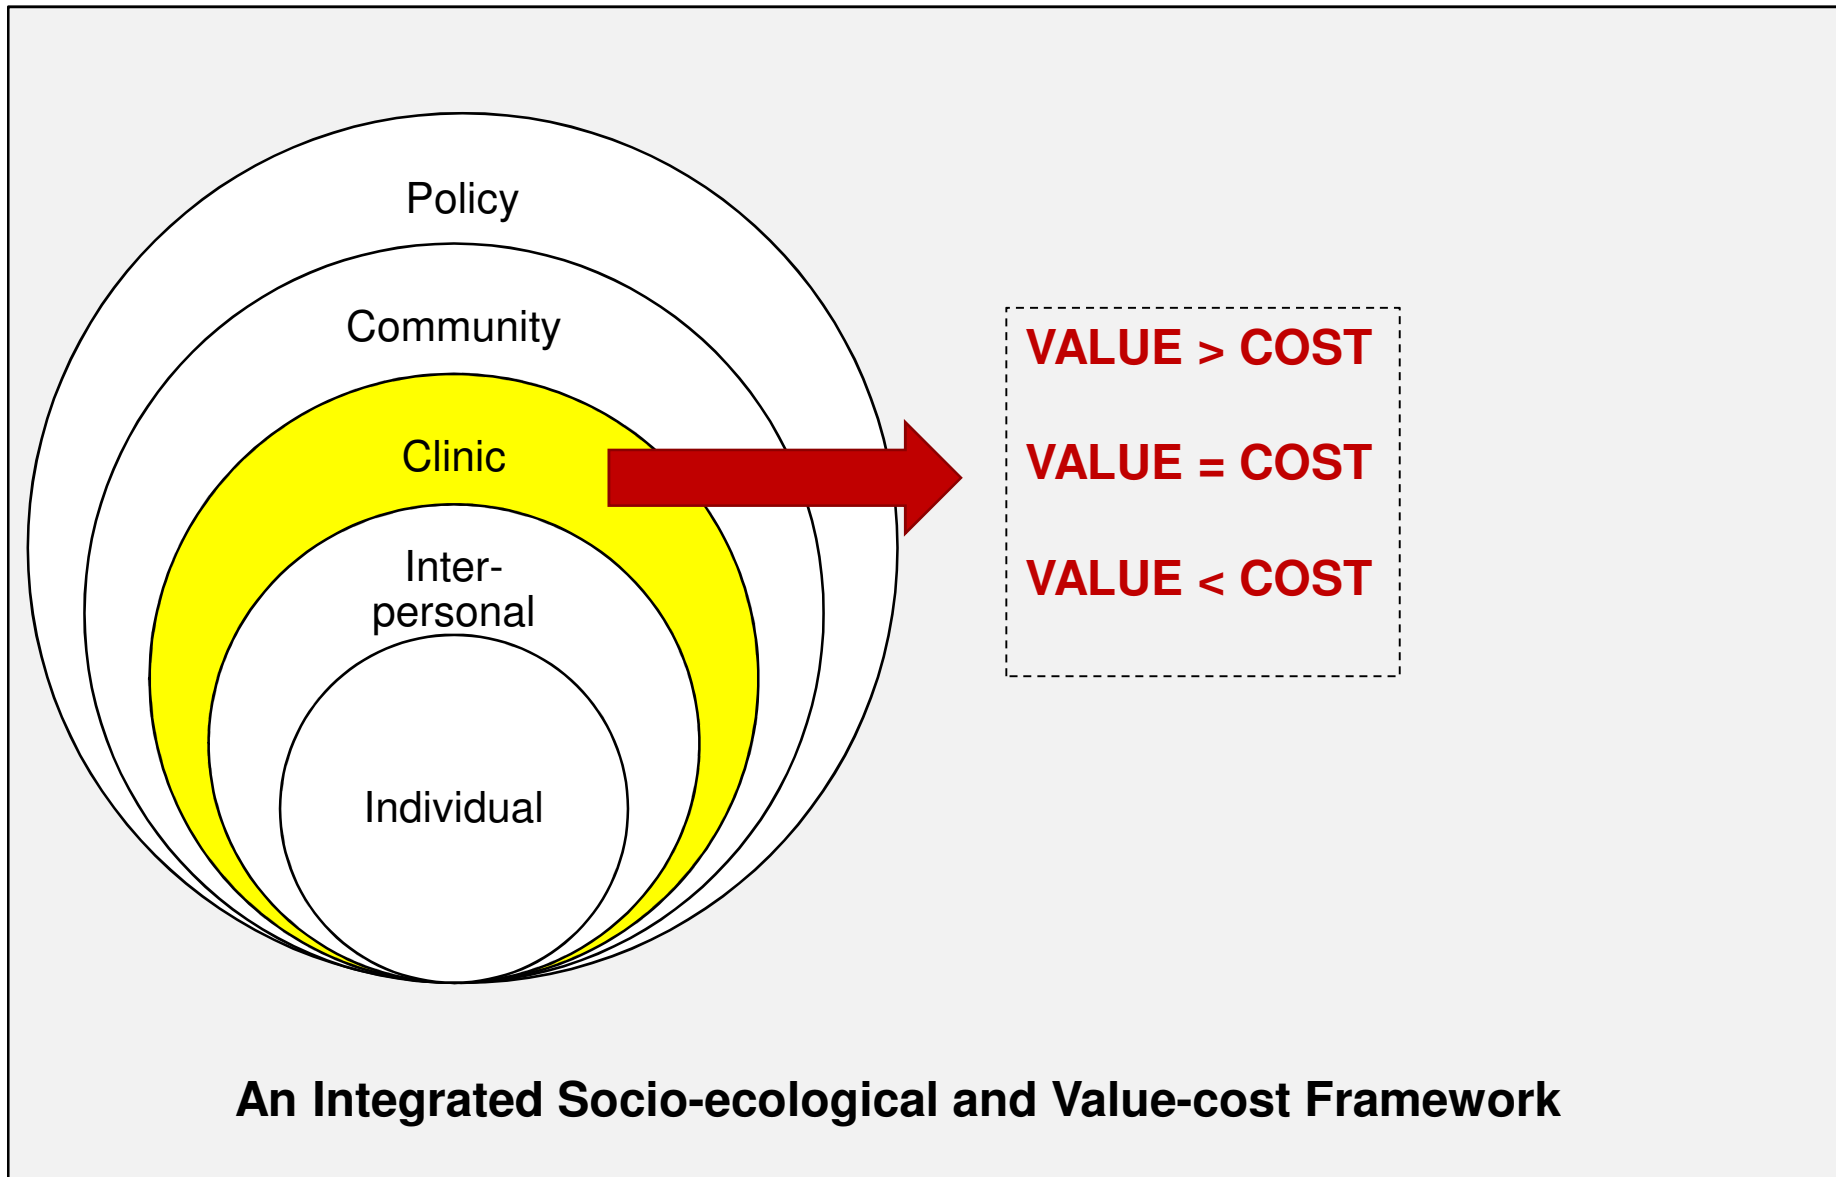 Policy
Community
Clinic
Inter-
personal
Individual
VALUE > COST
VALUE = COST
VALUE < COST
An Integrated Socio-ecological and Value-cost Framework